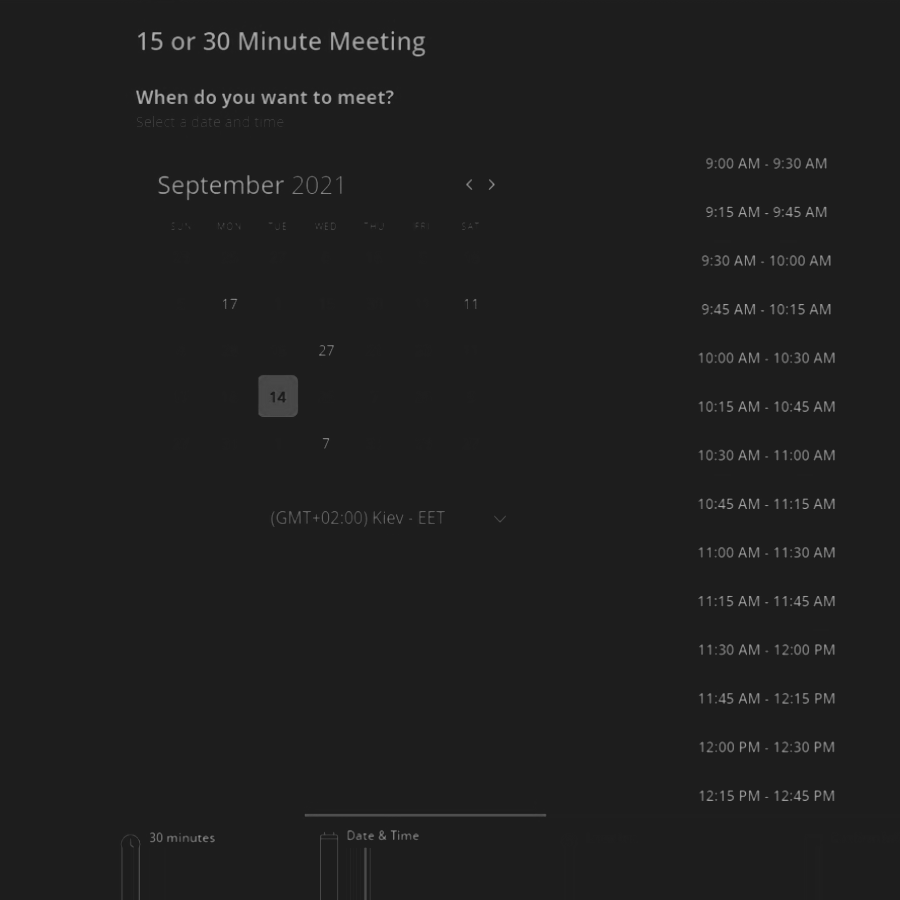 15 or 30 Minute Meeting
When do you want to meet?
Select a date and time
September 2021
SUN MON TUE WED THU FRI SAT
17 11
27
14
7
(GMT+02:00) Kiev - EET
9:00 AM - 9:30 AM
9:15 AM - 9:45 AM
9:30 AM - 10:00 AM
9:45 AM - 10:15 AM
10:00 AM - 10:30 AM
10:15 AM - 10:45 AM
10:30 AM - 11:00 AM
10:45 AM - 11:15 AM
11:00 AM - 11:30 AM
11:15 AM - 11:45 AM
11:30 AM - 12:00 PM
11:45 AM - 12:15 PM
12:00 PM - 12:30 PM
12:15 PM - 12:45 PM
30 minutes
Date & Time